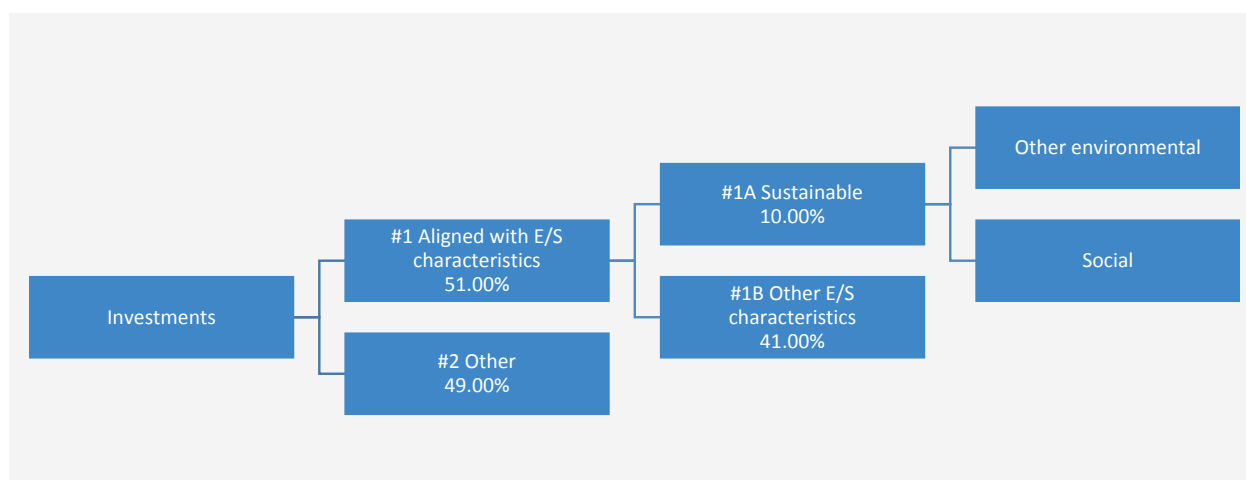 Investments
#1 Aligned with E/S
characteristics
51.00%
#2 Other
49.00%
#1A Sustainable
10.00%
#1B Other E/S
characteristics
41.00%
Other environmental
Social